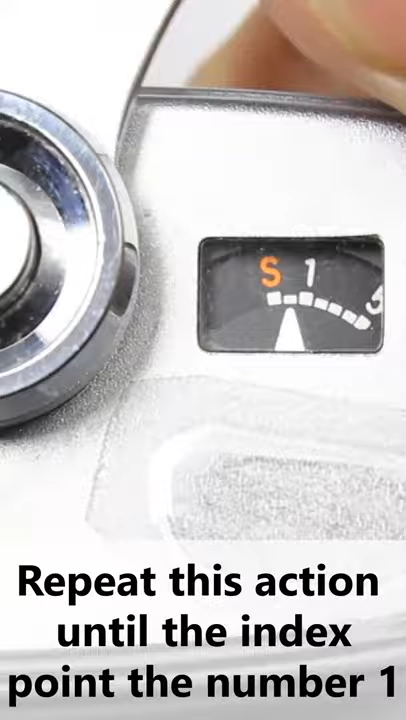 S 1 5
Repeat this action
until the index
point the number 1